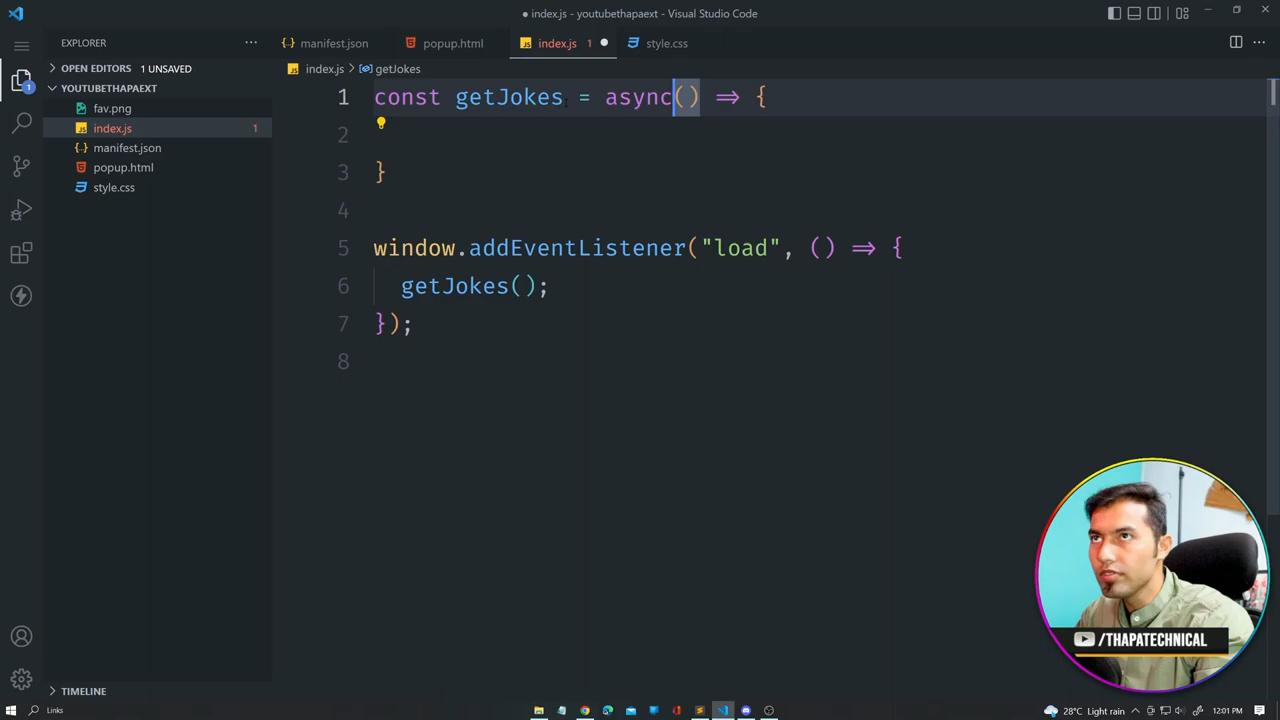 index.js - youtubethapaext - Visual Studio Code
EXPLORER
manifest.json
popup.html
index.js 1
style.css
OPEN EDITORS 1 UNSAVED
index.js > getJokes
YOUTUBETHAPAEXT
fav.png
index.js 1
manifest.json
popup.html
style.css
1 const getJokes = async() => {
2
3 }
4
5 window.addEventListener("load", () => {
6 getJokes();
7 });
8
1
/THAPATECHNICAL
TIMELINE
Links
28°C Light rain
12:01 PM